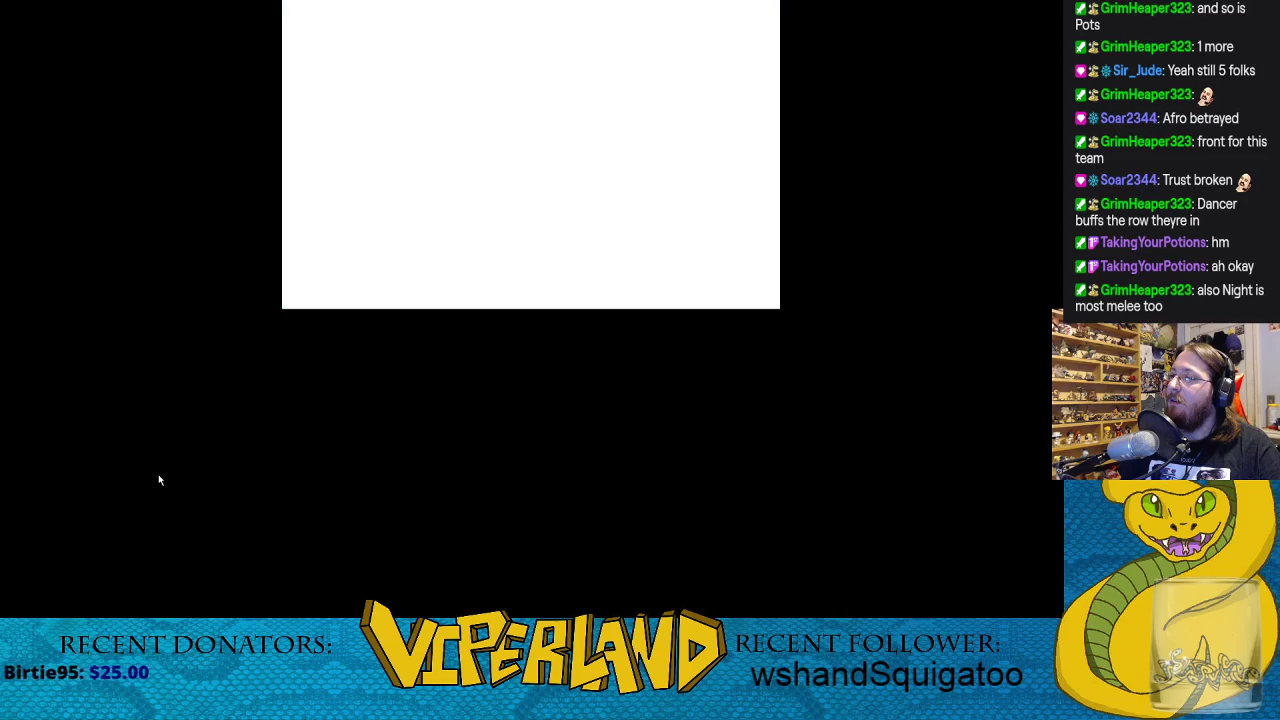 GrimHeaper323: and so is
Pots
GrimHeaper323: 1 more
Sir_Jude: Yeah still 5 folks
GrimHeaper323:
Soar2344: Afro betrayed
GrimHeaper323: front for this
team
Soar2344: Trust broken
GrimHeaper323: Dancer
buffs the row theyre in
TakingYourPotions: hm
TakingYourPotions: ah okay
GrimHeaper323: also Night is
most melee too
RECENT DONATORS:
Birtie95: $25.00
VIPERLAND
RECENT FOLLOWER:
wshandSquigatoo